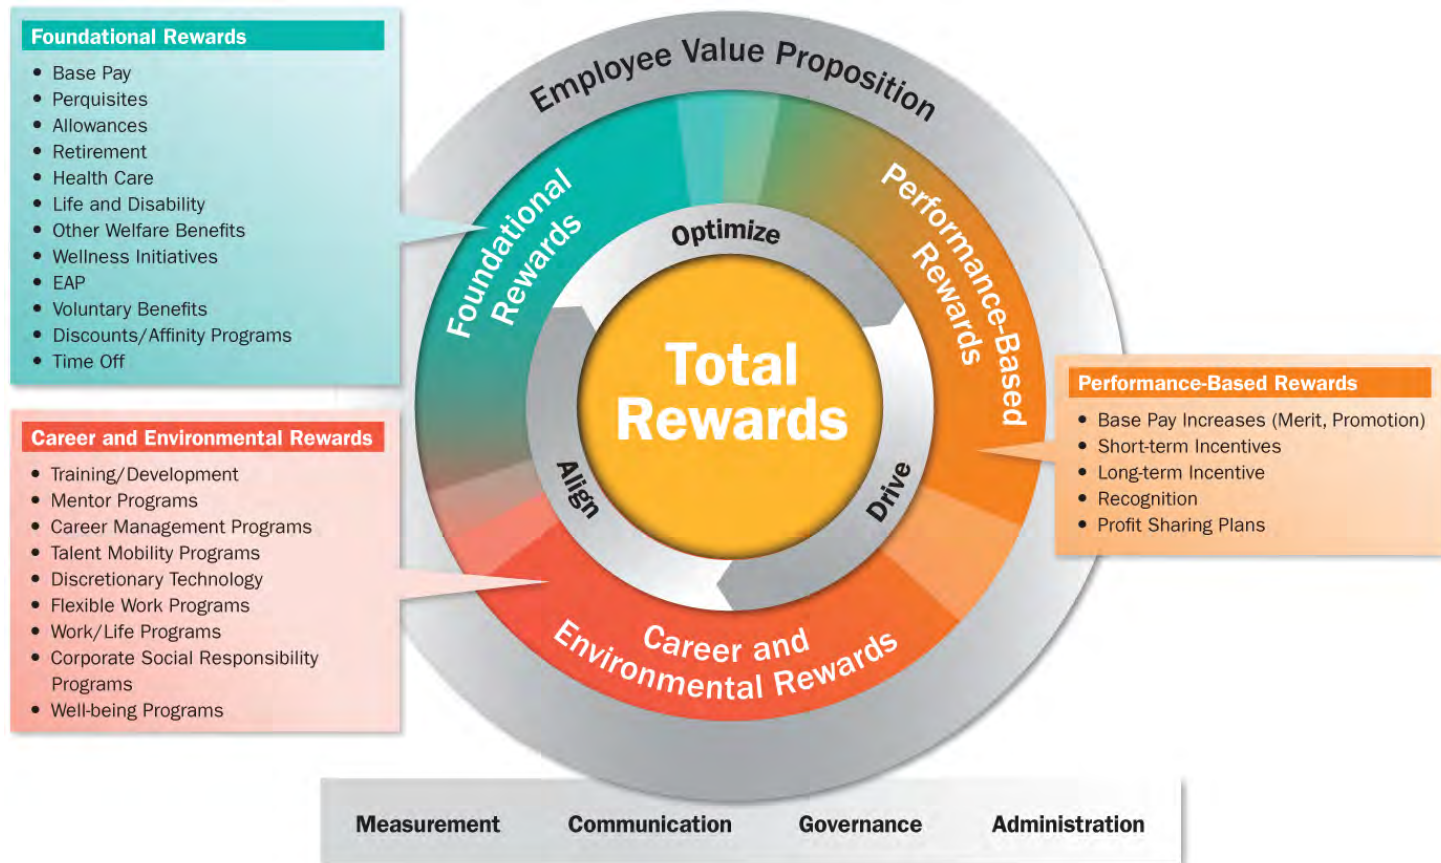 Foundational Rewards
• Base Pay
• Perquisites
• Allowances
• Retirement
• Health Care
• Life and Disability
• Other Welfare Benefits
• Wellness Initiatives
• EAP
• Voluntary Benefits
• Discounts/Affinity Programs
• Time Off
Career and Environmental Rewards
• Training/Development
• Mentor Programs
• Career Management Programs
• Talent Mobility Programs
• Discretionary Technology
• Flexible Work Programs
• Work/Life Programs
• Corporate Social Responsibility
Programs
• Well-being Programs
Employee Value Proposition
Foundational
Rewards
Performance-Based
Rewards
Career and
Environmental Rewards
Optimize
Drive
Align
Total
Rewards
Performance-Based Rewards
• Base Pay Increases (Merit, Promotion)
• Short-term Incentives
• Long-term Incentive
• Recognition
• Profit Sharing Plans
Measurement Communication Governance Administration